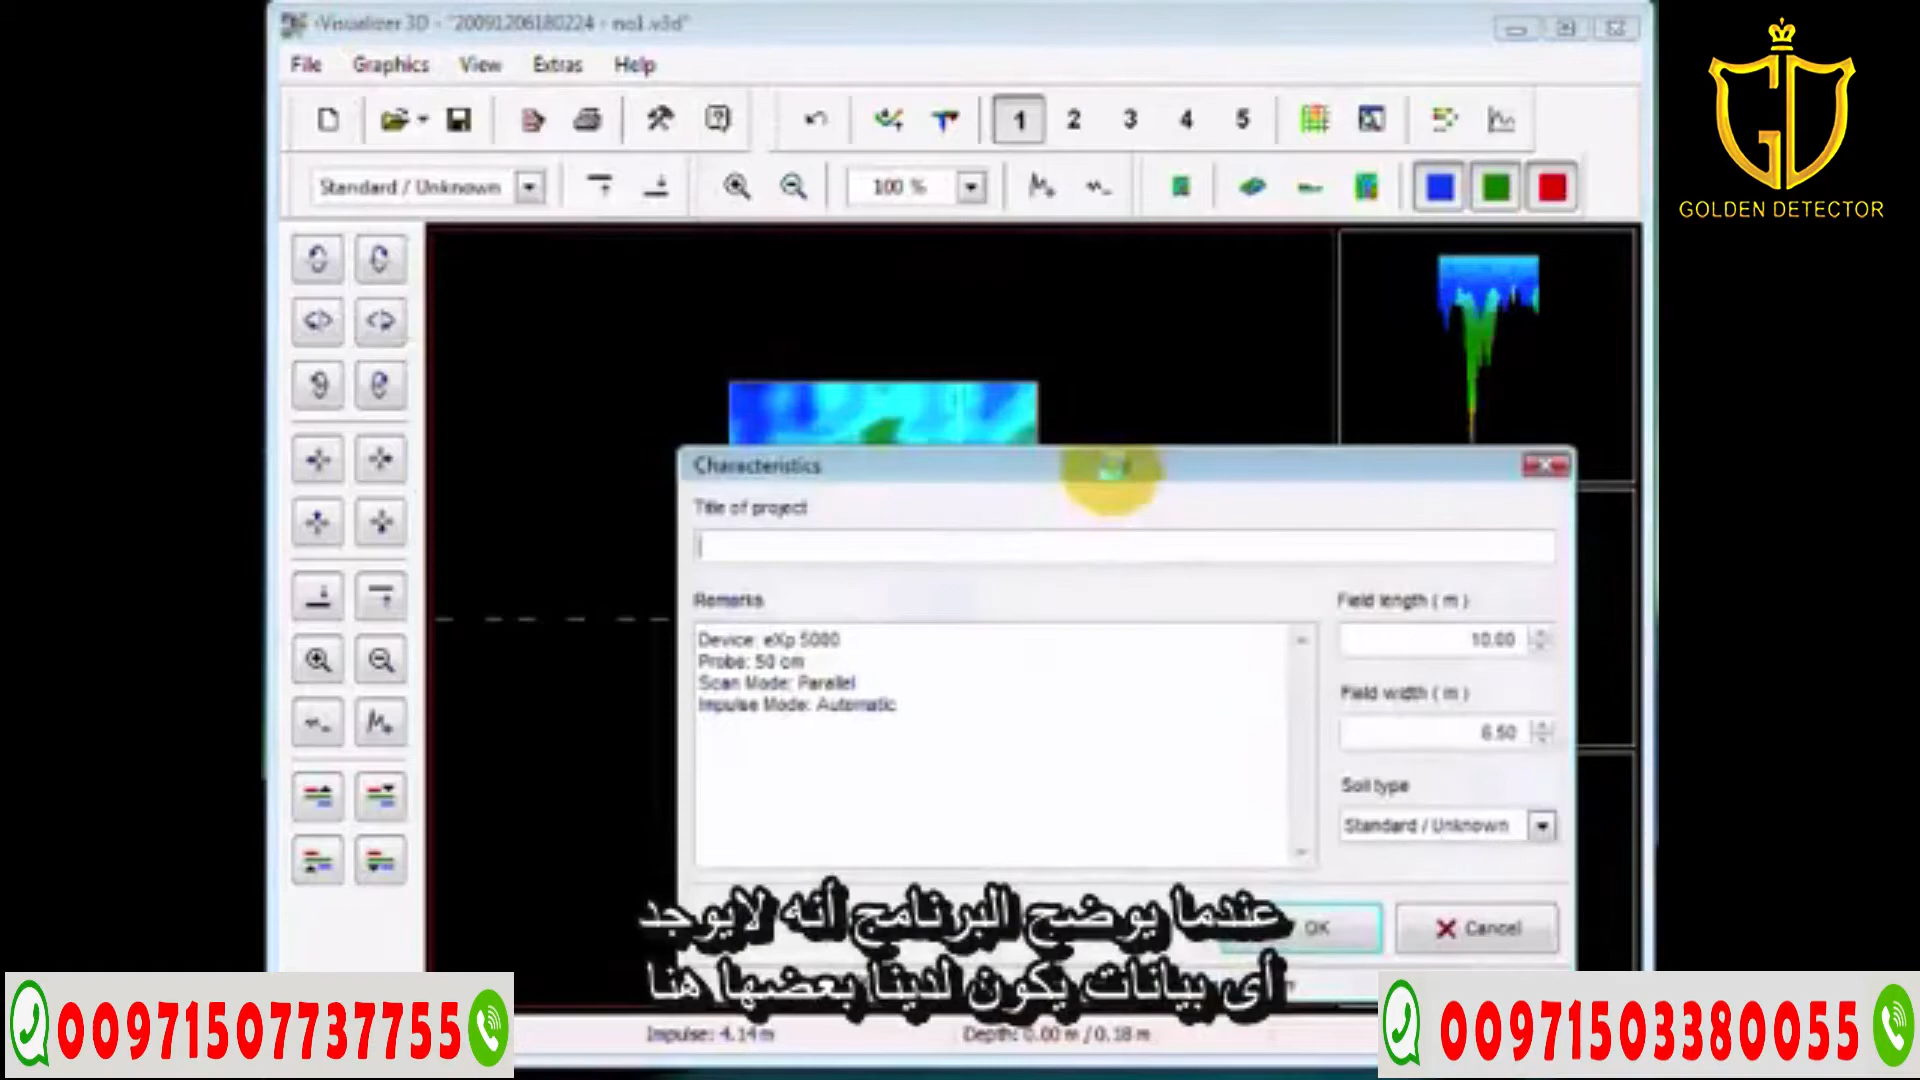 Visualizer 3D - "20091206180224 - no1.v3d"
File Graphics View Extras Help
1 2 3 4 5
Standard / Unknown
100 %
GOLDEN DETECTOR
Characteristics
Title of project
Remarks
Device: eXp 5000
Probe: 50 cm
Scan Mode: Parallel
Impulse Mode: Automatic
Field length ( m )
10.00
Field width ( m )
6.50
Soil type
Standard / Unknown
OK
Cancel
عندما يوضح البرنامج أنه لايوجد
أى بيانات يكون لدينا بعضها هنا
Impulse: 4.14 m
Depth: 0.00 m / 0.18 m
00971507737755
00971503380055